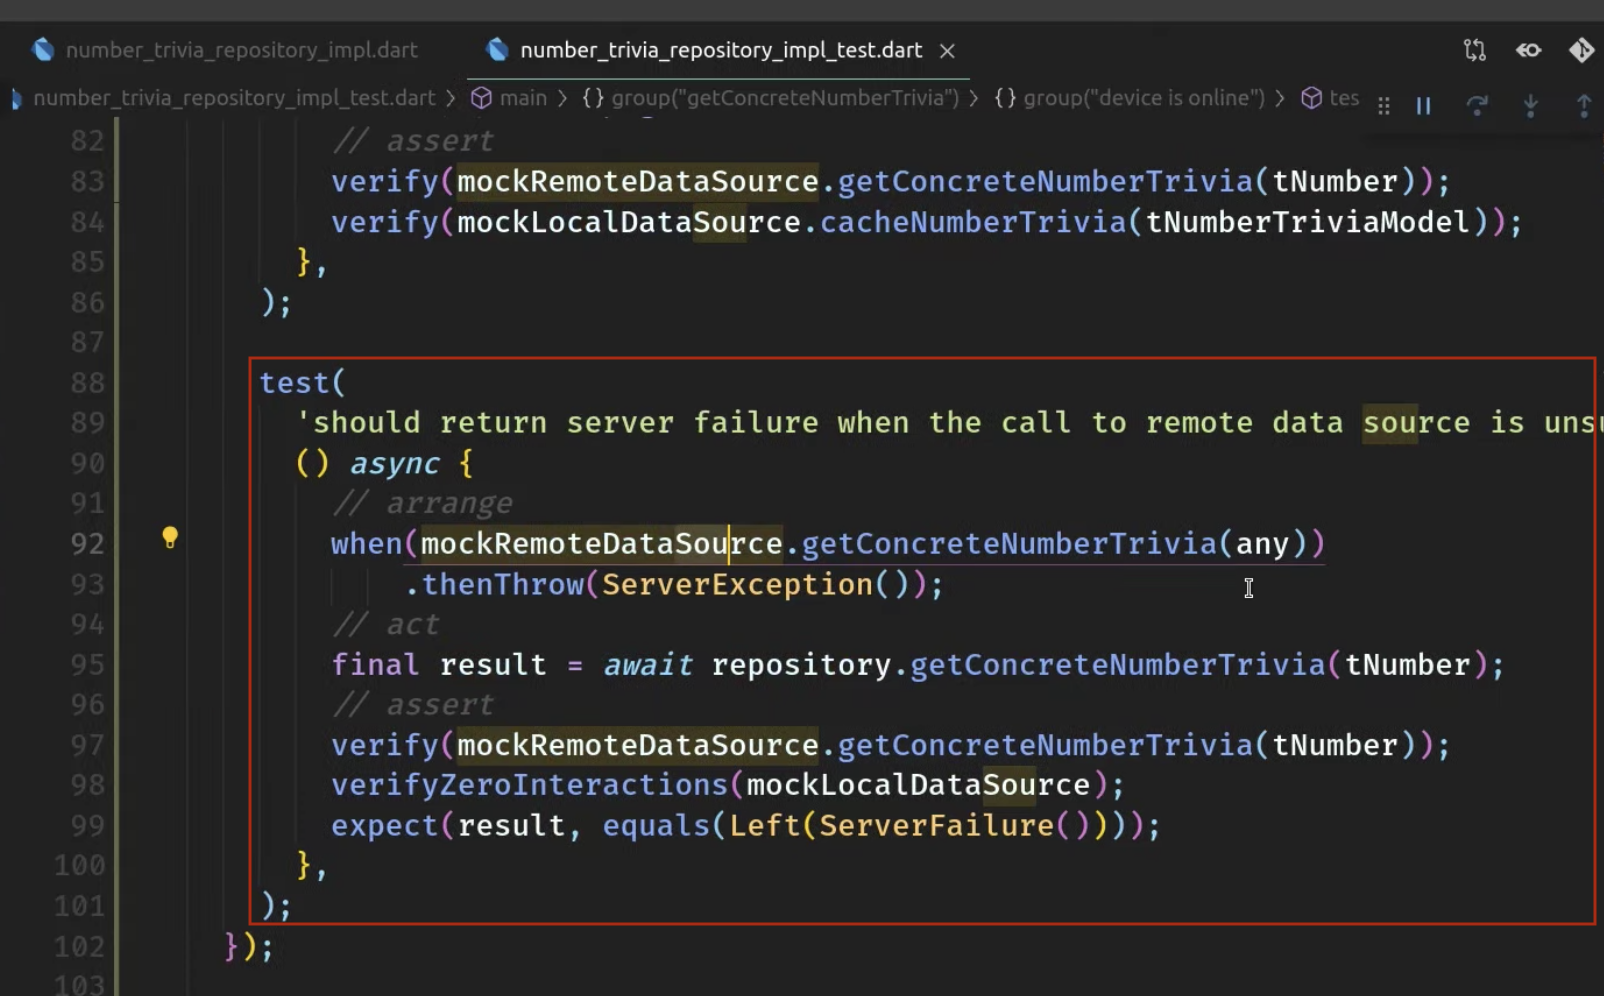 number_trivia_repository_impl.dart number_trivia_repository_impl_test.dart
number_trivia_repository_impl_test.dart > main > {} group("getConcreteNumberTrivia") > {} group("device is online") > tes
82 // assert
83 verify(mockRemoteDataSource.getConcreteNumberTrivia(tNumber));
84 verify(mockLocalDataSource.cacheNumberTrivia(tNumberTriviaModel));
85 },
86 );
87
88 test(
89 'should return server failure when the call to remote data source is uns
90 () async {
91 // arrange
92 when(mockRemoteDataSource.getConcreteNumberTrivia(any))
93 .thenThrow(ServerException());
94 // act
95 final result = await repository.getConcreteNumberTrivia(tNumber);
96 // assert
97 verify(mockRemoteDataSource.getConcreteNumberTrivia(tNumber));
98 verifyZeroInteractions(mockLocalDataSource);
99 expect(result, equals(Left(ServerFailure())));
100 },
101 );
102 });
103